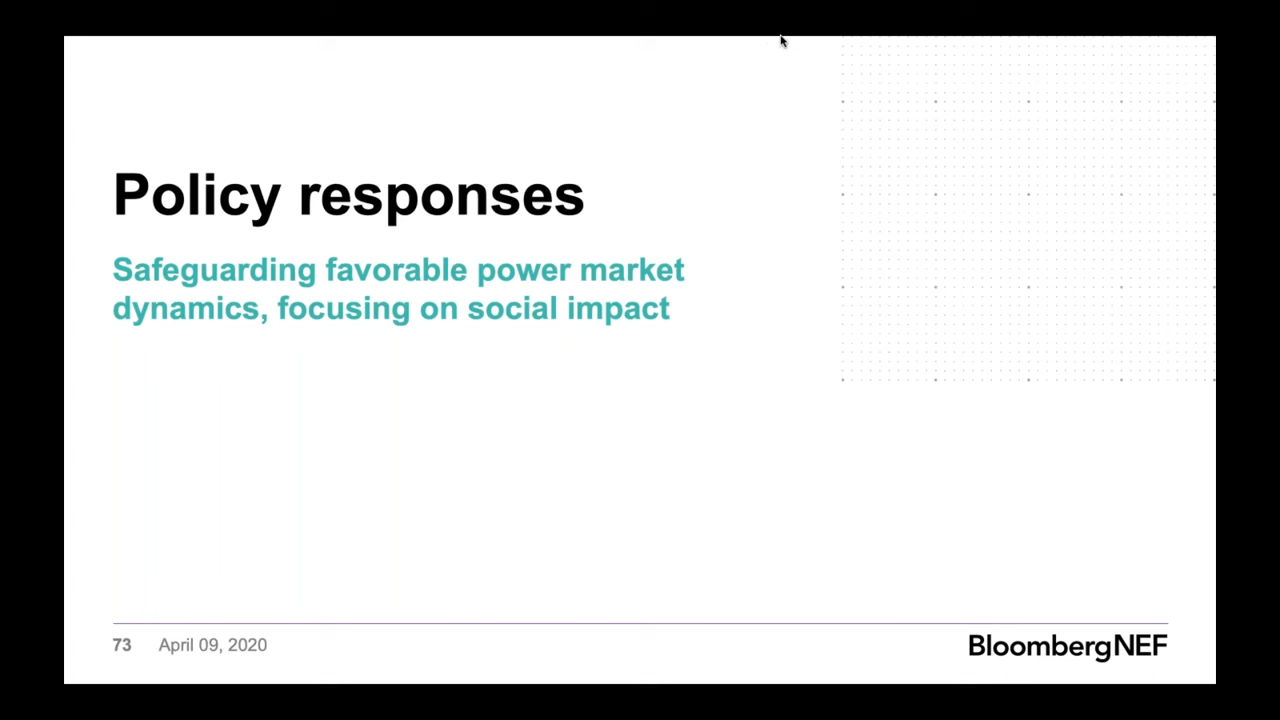 Policy responses
Safeguarding favorable power market
dynamics, focusing on social impact
73 April 09, 2020
BloombergNEF